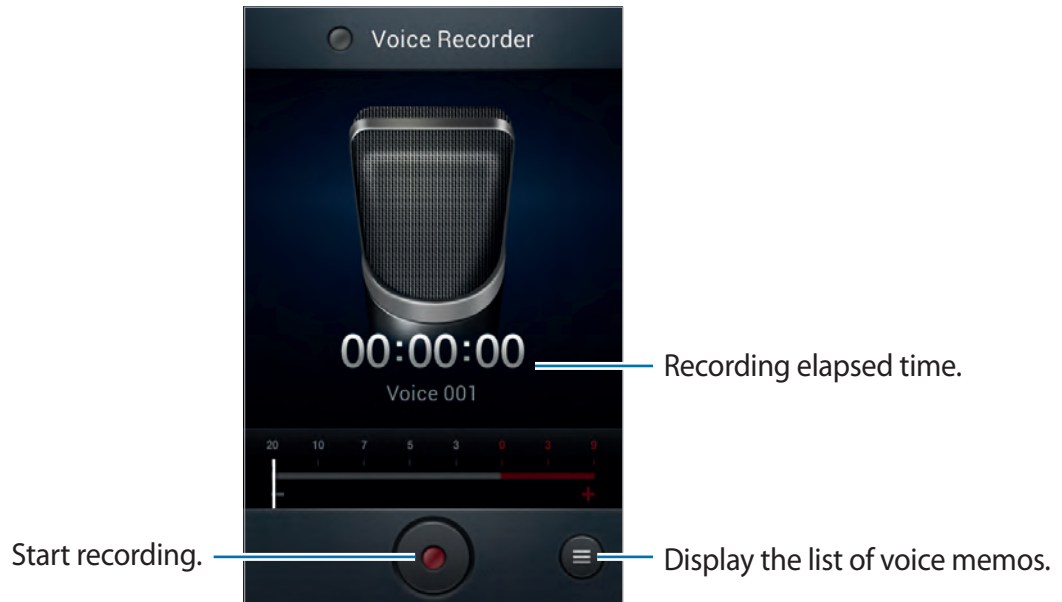 Voice Recorder
00:00:00
Recording elapsed time.
Voice 001
20 10 7 5 3 0 3 9
- +
Start recording.
Display the list of voice memos.